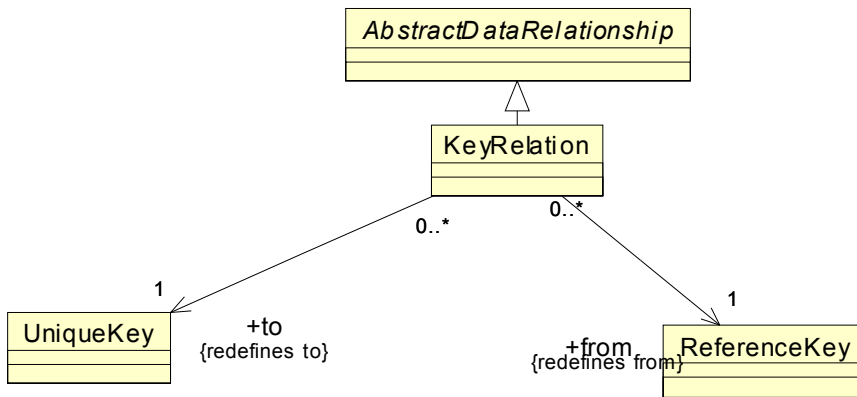 AbstractDataRelationship
KeyRelation
0..*
0..*
1
1
UniqueKey
+to
{redefines to}
+from
{redefines from}
ReferenceKey